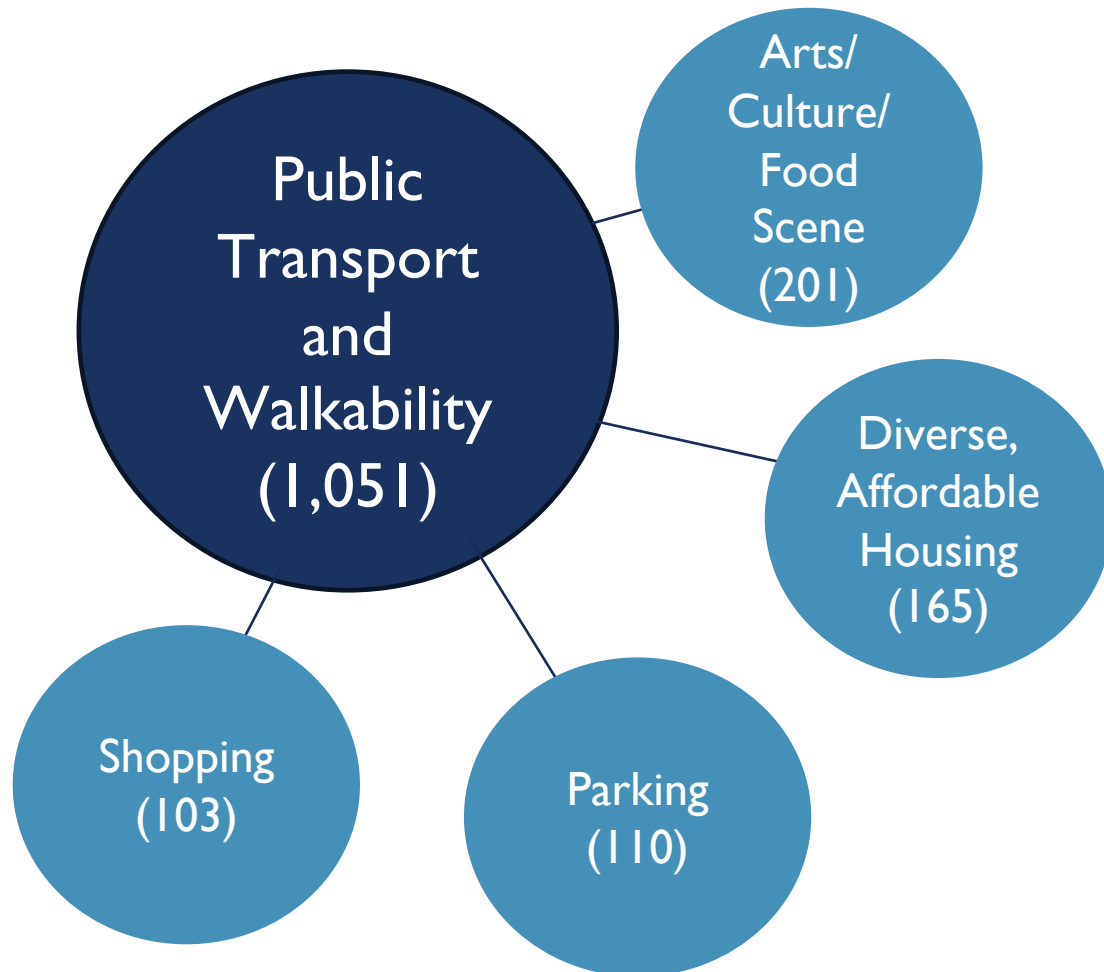 Public
Transport
and
Walkability
(1,051)
Arts/
Culture/
Food
Scene
(201)
Diverse,
Affordable
Housing
(165)
Shopping
(103)
Parking
(110)